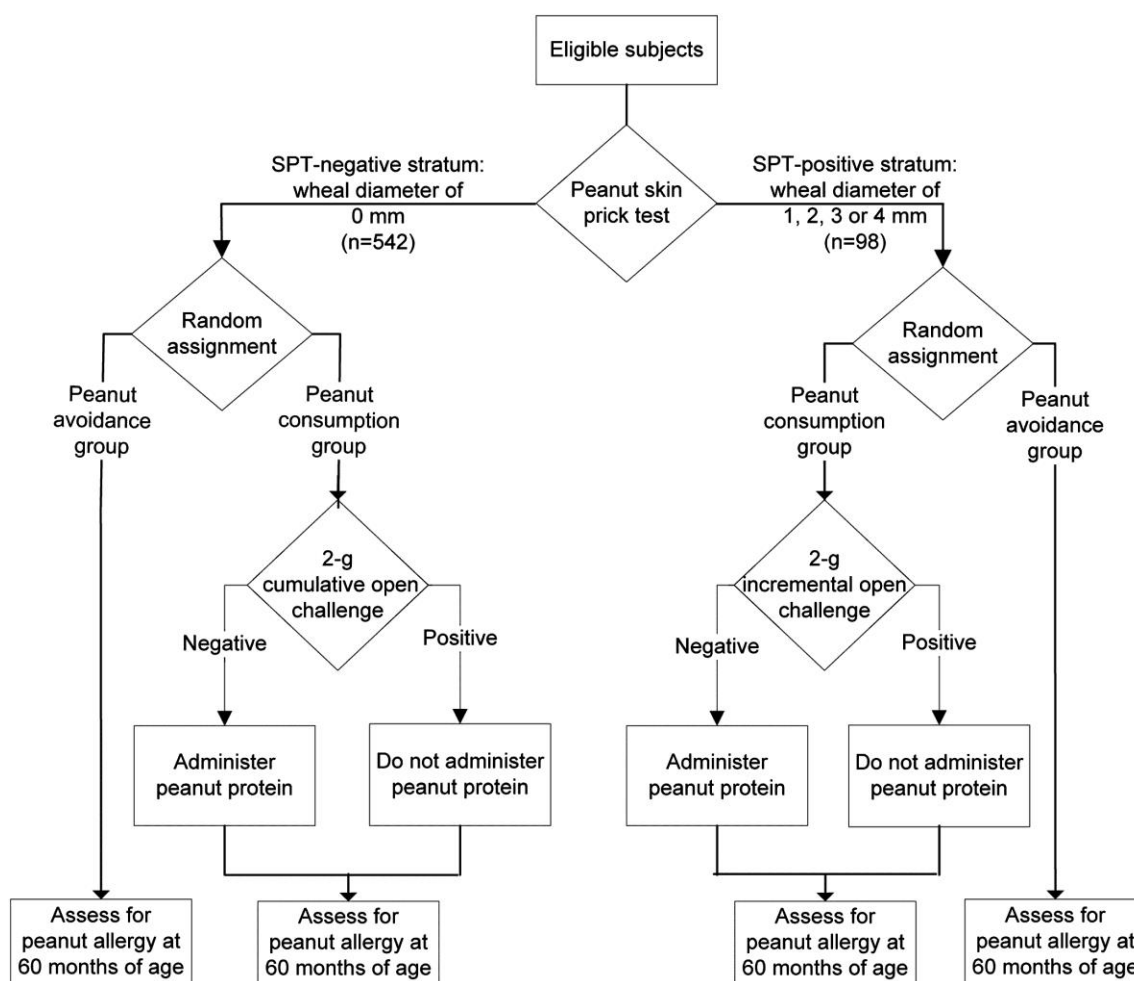 Eligible subjects
SPT-negative stratum:
wheal diameter of
0 mm
(n=542)
Peanut skin
prick test
SPT-positive stratum:
wheal diameter of
1, 2, 3 or 4 mm
(n=98)
Random
assignment
Random
assignment
Peanut
avoidance
group
Peanut
consumption
group
Peanut
consumption
group
Peanut
avoidance
group
2-g
cumulative open
challenge
2-g
incremental open
challenge
Negative
Positive
Negative
Positive
Administer
peanut protein
Do not administer
peanut protein
Administer
peanut protein
Do not administer
peanut protein
Assess for
peanut allergy at
60 months of age
Assess for
peanut allergy at
60 months of age
Assess for
peanut allergy at
60 months of age
Assess for
peanut allergy at
60 months of age